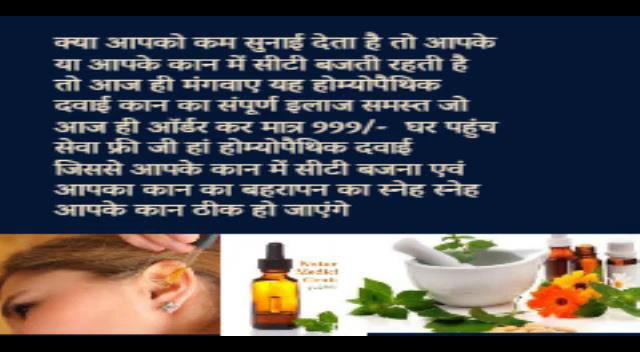 क्या आपको कम सुनाई देता है तो आपके
या आपके कान में सीटी बजती रहती है
तो आज ही मंगवाए यह होम्योपैथिक
दवाई कान का संपूर्ण इलाज समस्त जो
आज ही ऑर्डर कर मात्र 999/- घर पहुंच
सेवा फ्री जी हां होम्योपैथिक दवाई
जिससे आपके कान में सीटी बजना एवं
आपका कान का बहरापन का स्नेह स्नेह
आपके कान ठीक हो जाएंगे